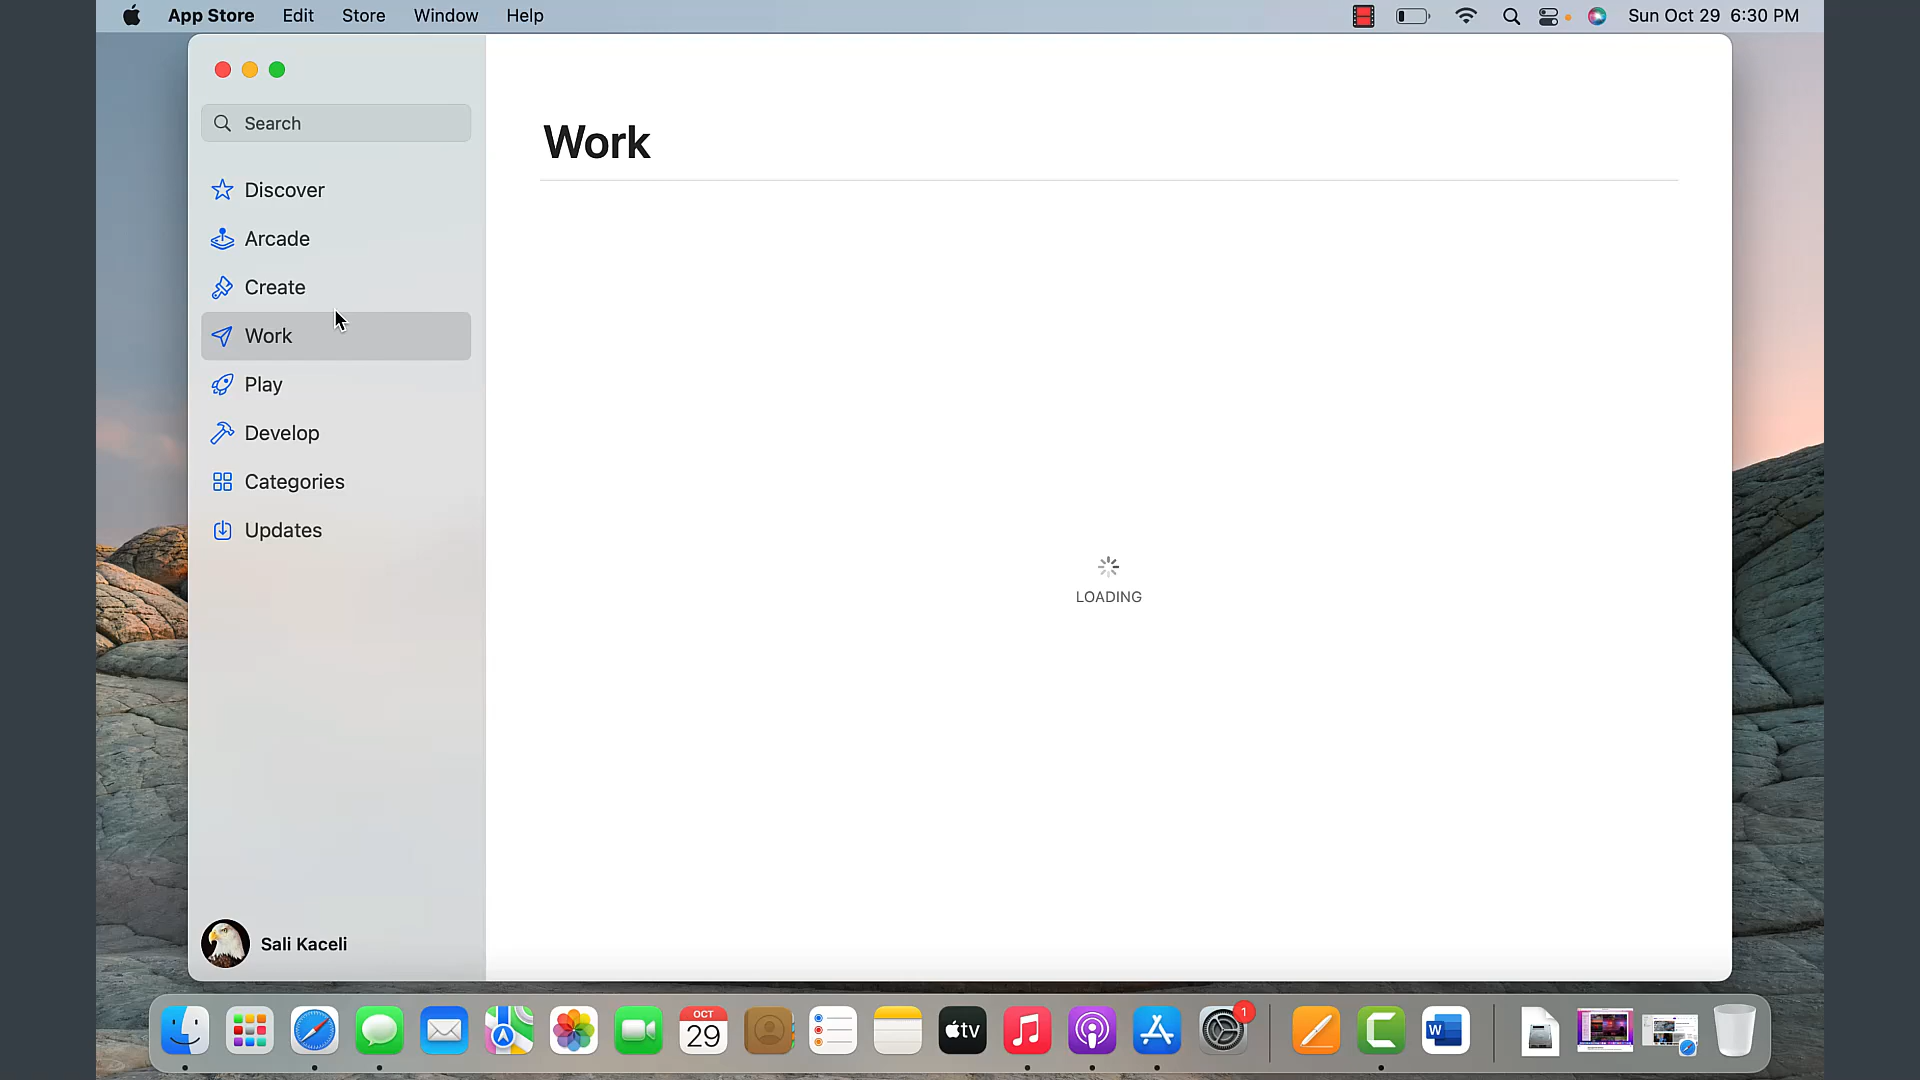 App Store Edit Store Window Help Sun Oct 29 6:30 PM
Search
Discover
Arcade
Create
Work
Play
Develop
Categories
Updates
Sali Kaceli
Work
LOADING
OCT
29
tv
1
W